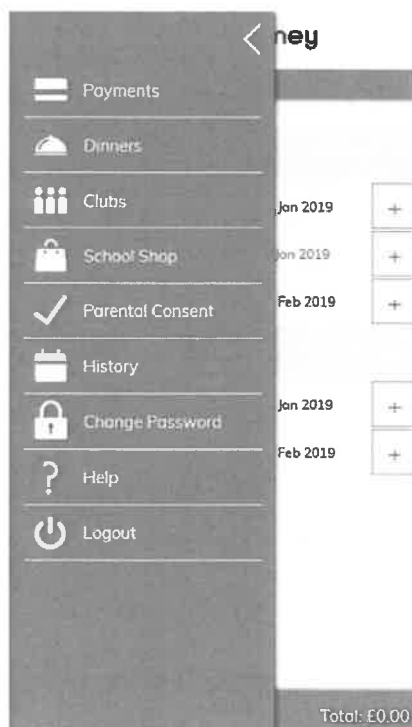 ney
Payments
Dinners
Clubs
Jan 2019
+
School Shop
Jan 2019
+
Parental Consent
Feb 2019
+
History
Change Password
Jan 2019
+
Help
Feb 2019
+
Logout
Total: £0.00